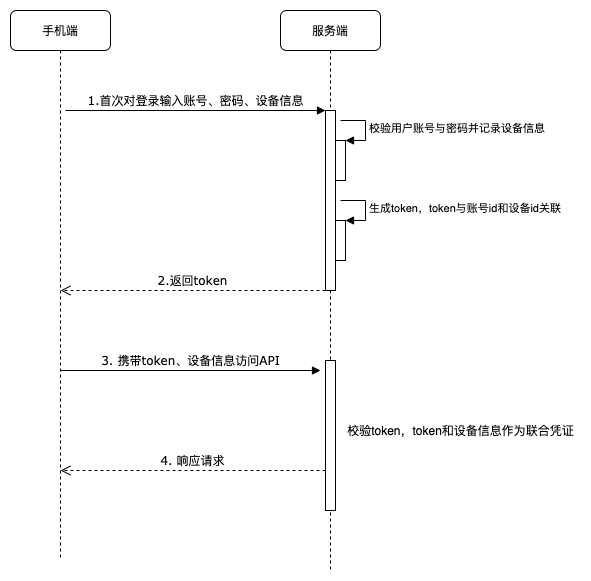 手机端
服务端
1.首次对登录输入账号、密码、设备信息
校验用户账号与密码并记录设备信息
生成token，token与账号id和设备id关联
2.返回token
3. 携带token、设备信息访问API
校验token，token和设备信息作为联合凭证
4. 响应请求